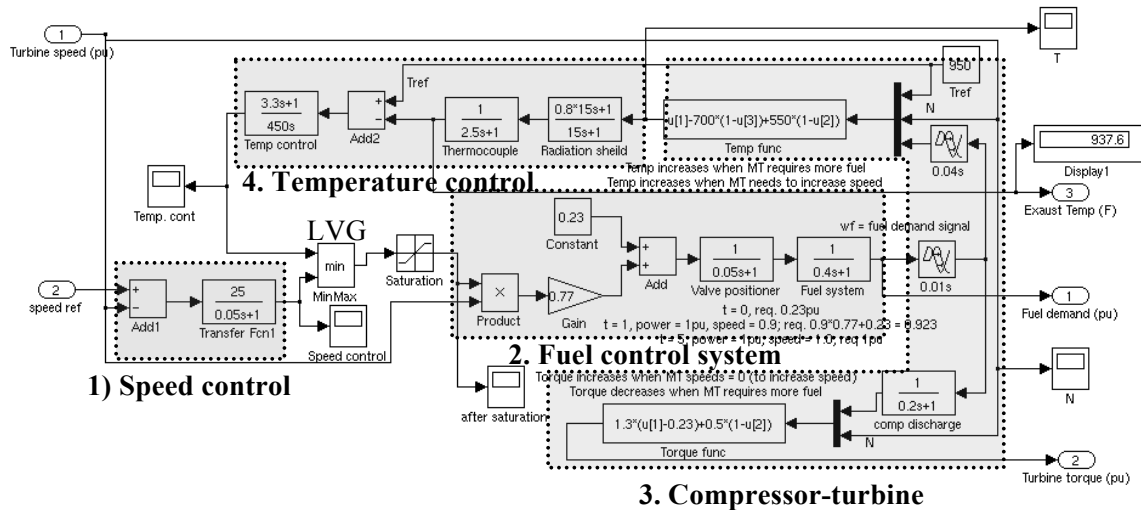 1
Turbine speed (pu)
T
950
Tref
Tref
N
3.3s+1
450s
Temp control
+
−
Add2
1
2.5s+1
Thermocouple
0.8*15s+1
15s+1
Radiation sheild
u[1]-700*(1-u[3])+550*(1-u[2])
Temp func
0.04s
937.6
Display1
4. Temperature control
Temp increases when MT requires more fuel
Temp increases when MT needs to increase speed
3
Exaust Temp (F)
Temp. cont
LVG
min
MinMax
Saturation
0.23
Constant
wf = fuel demand signal
0.01s
2
speed ref
+
−
Add1
25
0.05s+1
Transfer Fcn1
Speed control
×
Product
0.77
Gain
+
+
Add
1
0.05s+1
Valve positioner
1
0.4s+1
Fuel system
1
Fuel demand (pu)
t = 0, req. 0.23pu
t = 1, power = 1pu, speed = 0.9; req. 0.9*0.77+0.23 = 0.923
t = 5, power = 1pu, speed = 1.0, req 1pu
2. Fuel control system
1) Speed control
N
after saturation
Torque increases when MT speeds = 0 (to increase speed)
Torque decreases when MT requires more fuel
1
0.2s+1
comp discharge
1.3*(u[1]-0.23)+0.5*(1-u[2])
Torque func
N
2
Turbine torque (pu)
3. Compressor-turbine